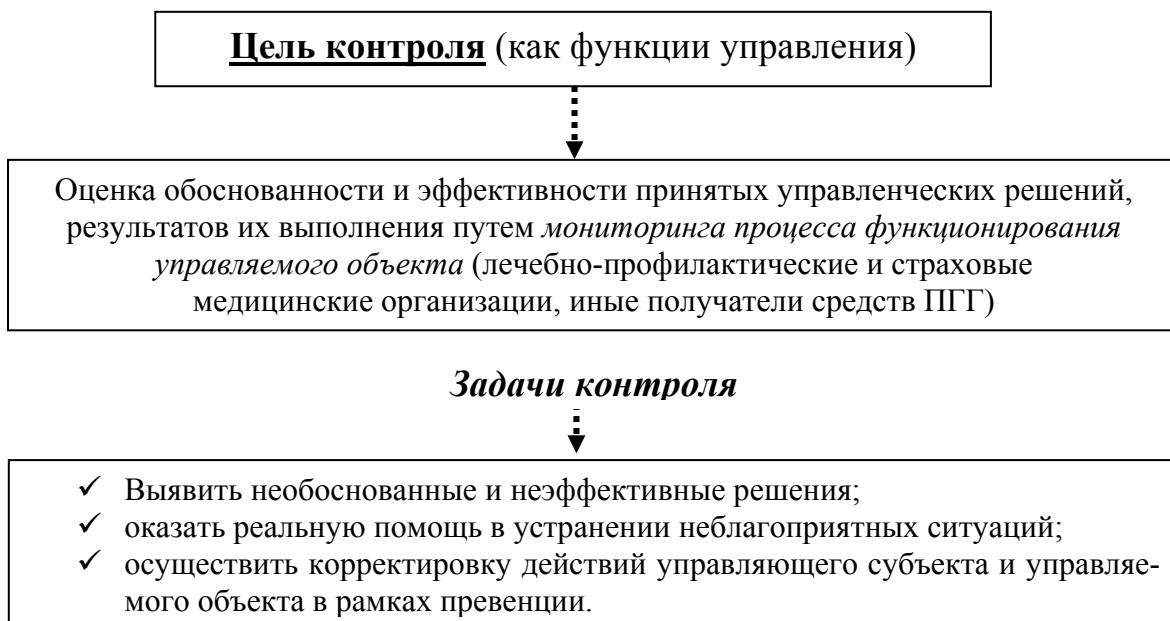 Цель контроля (как функции управления)
Оценка обоснованности и эффективности принятых управленческих решений,
результатов их выполнения путем мониторинга процесса функционирования
управляемого объекта (лечебно-профилактические и страховые
медицинские организации, иные получатели средств ПГГ)
Задачи контроля
✓ Выявить необоснованные и неэффективные решения;
✓ оказать реальную помощь в устранении неблагоприятных ситуаций;
✓ осуществить корректировку действий управляющего субъекта и управляе-
мого объекта в рамках превенции.